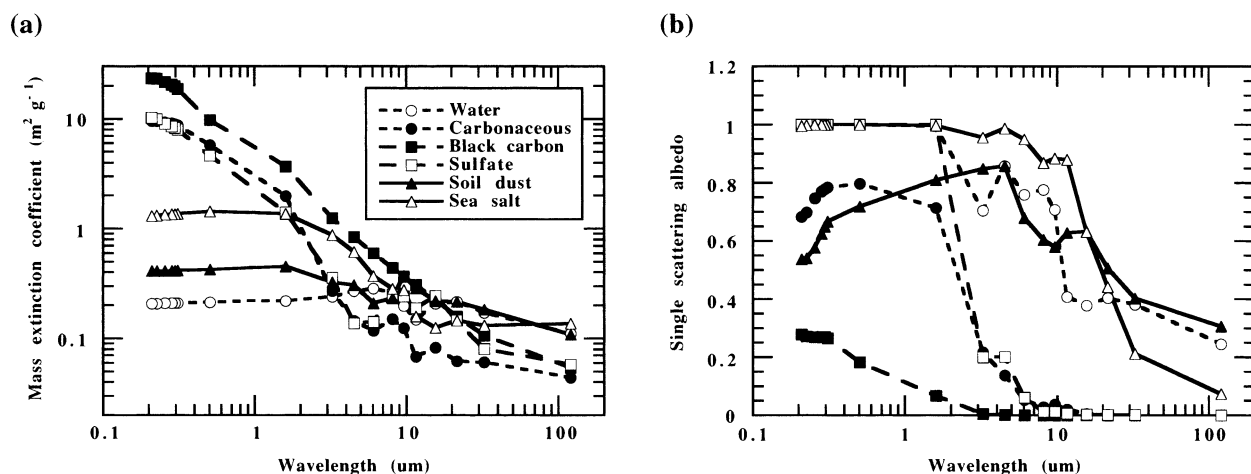 (a)
Mass extinction coefficient (m² g⁻¹)
10
1
0.1
0.1
1
10
100
Wavelength (um)
Water
Carbonaceous
Black carbon
Sulfate
Soil dust
Sea salt
(b)
Single scattering albedo
1.2
1
0.8
0.6
0.4
0.2
0
0.1
1
10
100
Wavelength (um)